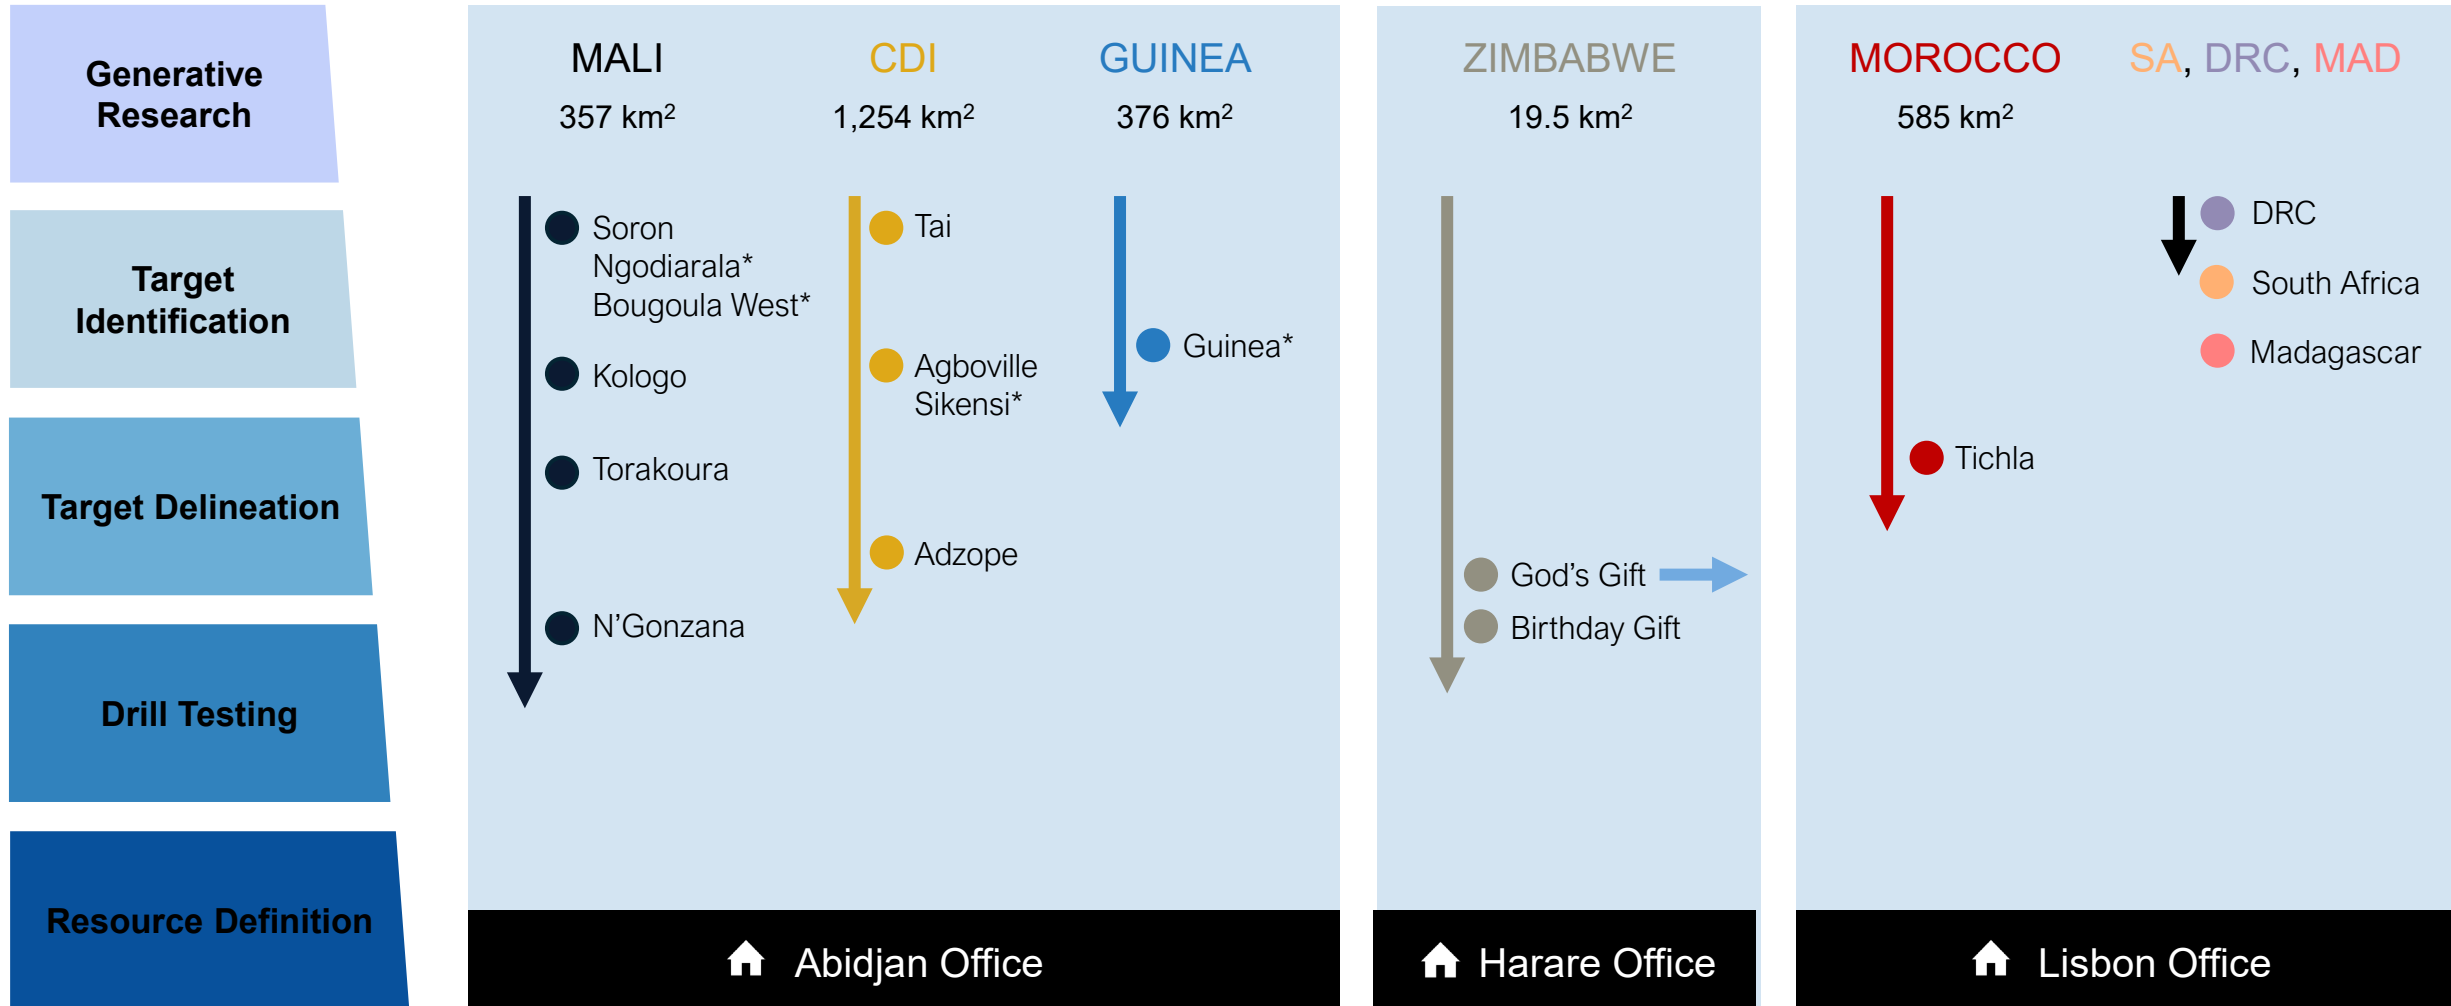 Generative
Research
Target
Identification
Target Delineation
Drill Testing
Resource Definition
MALI
357 km²
CDI
1,254 km²
GUINEA
376 km²
Soron
Ngodiarala*
Bougoula West*
Kologo
Torakoura
N'Gonzana
Tai
Agboville
Sikensi*
Adzope
Guinea*
Abidjan Office
ZIMBABWE
19.5 km²
God's Gift
Birthday Gift
Harare Office
MOROCCO
585 km²
SA, DRC, MAD
Tichla
DRC
South Africa
Madagascar
Lisbon Office